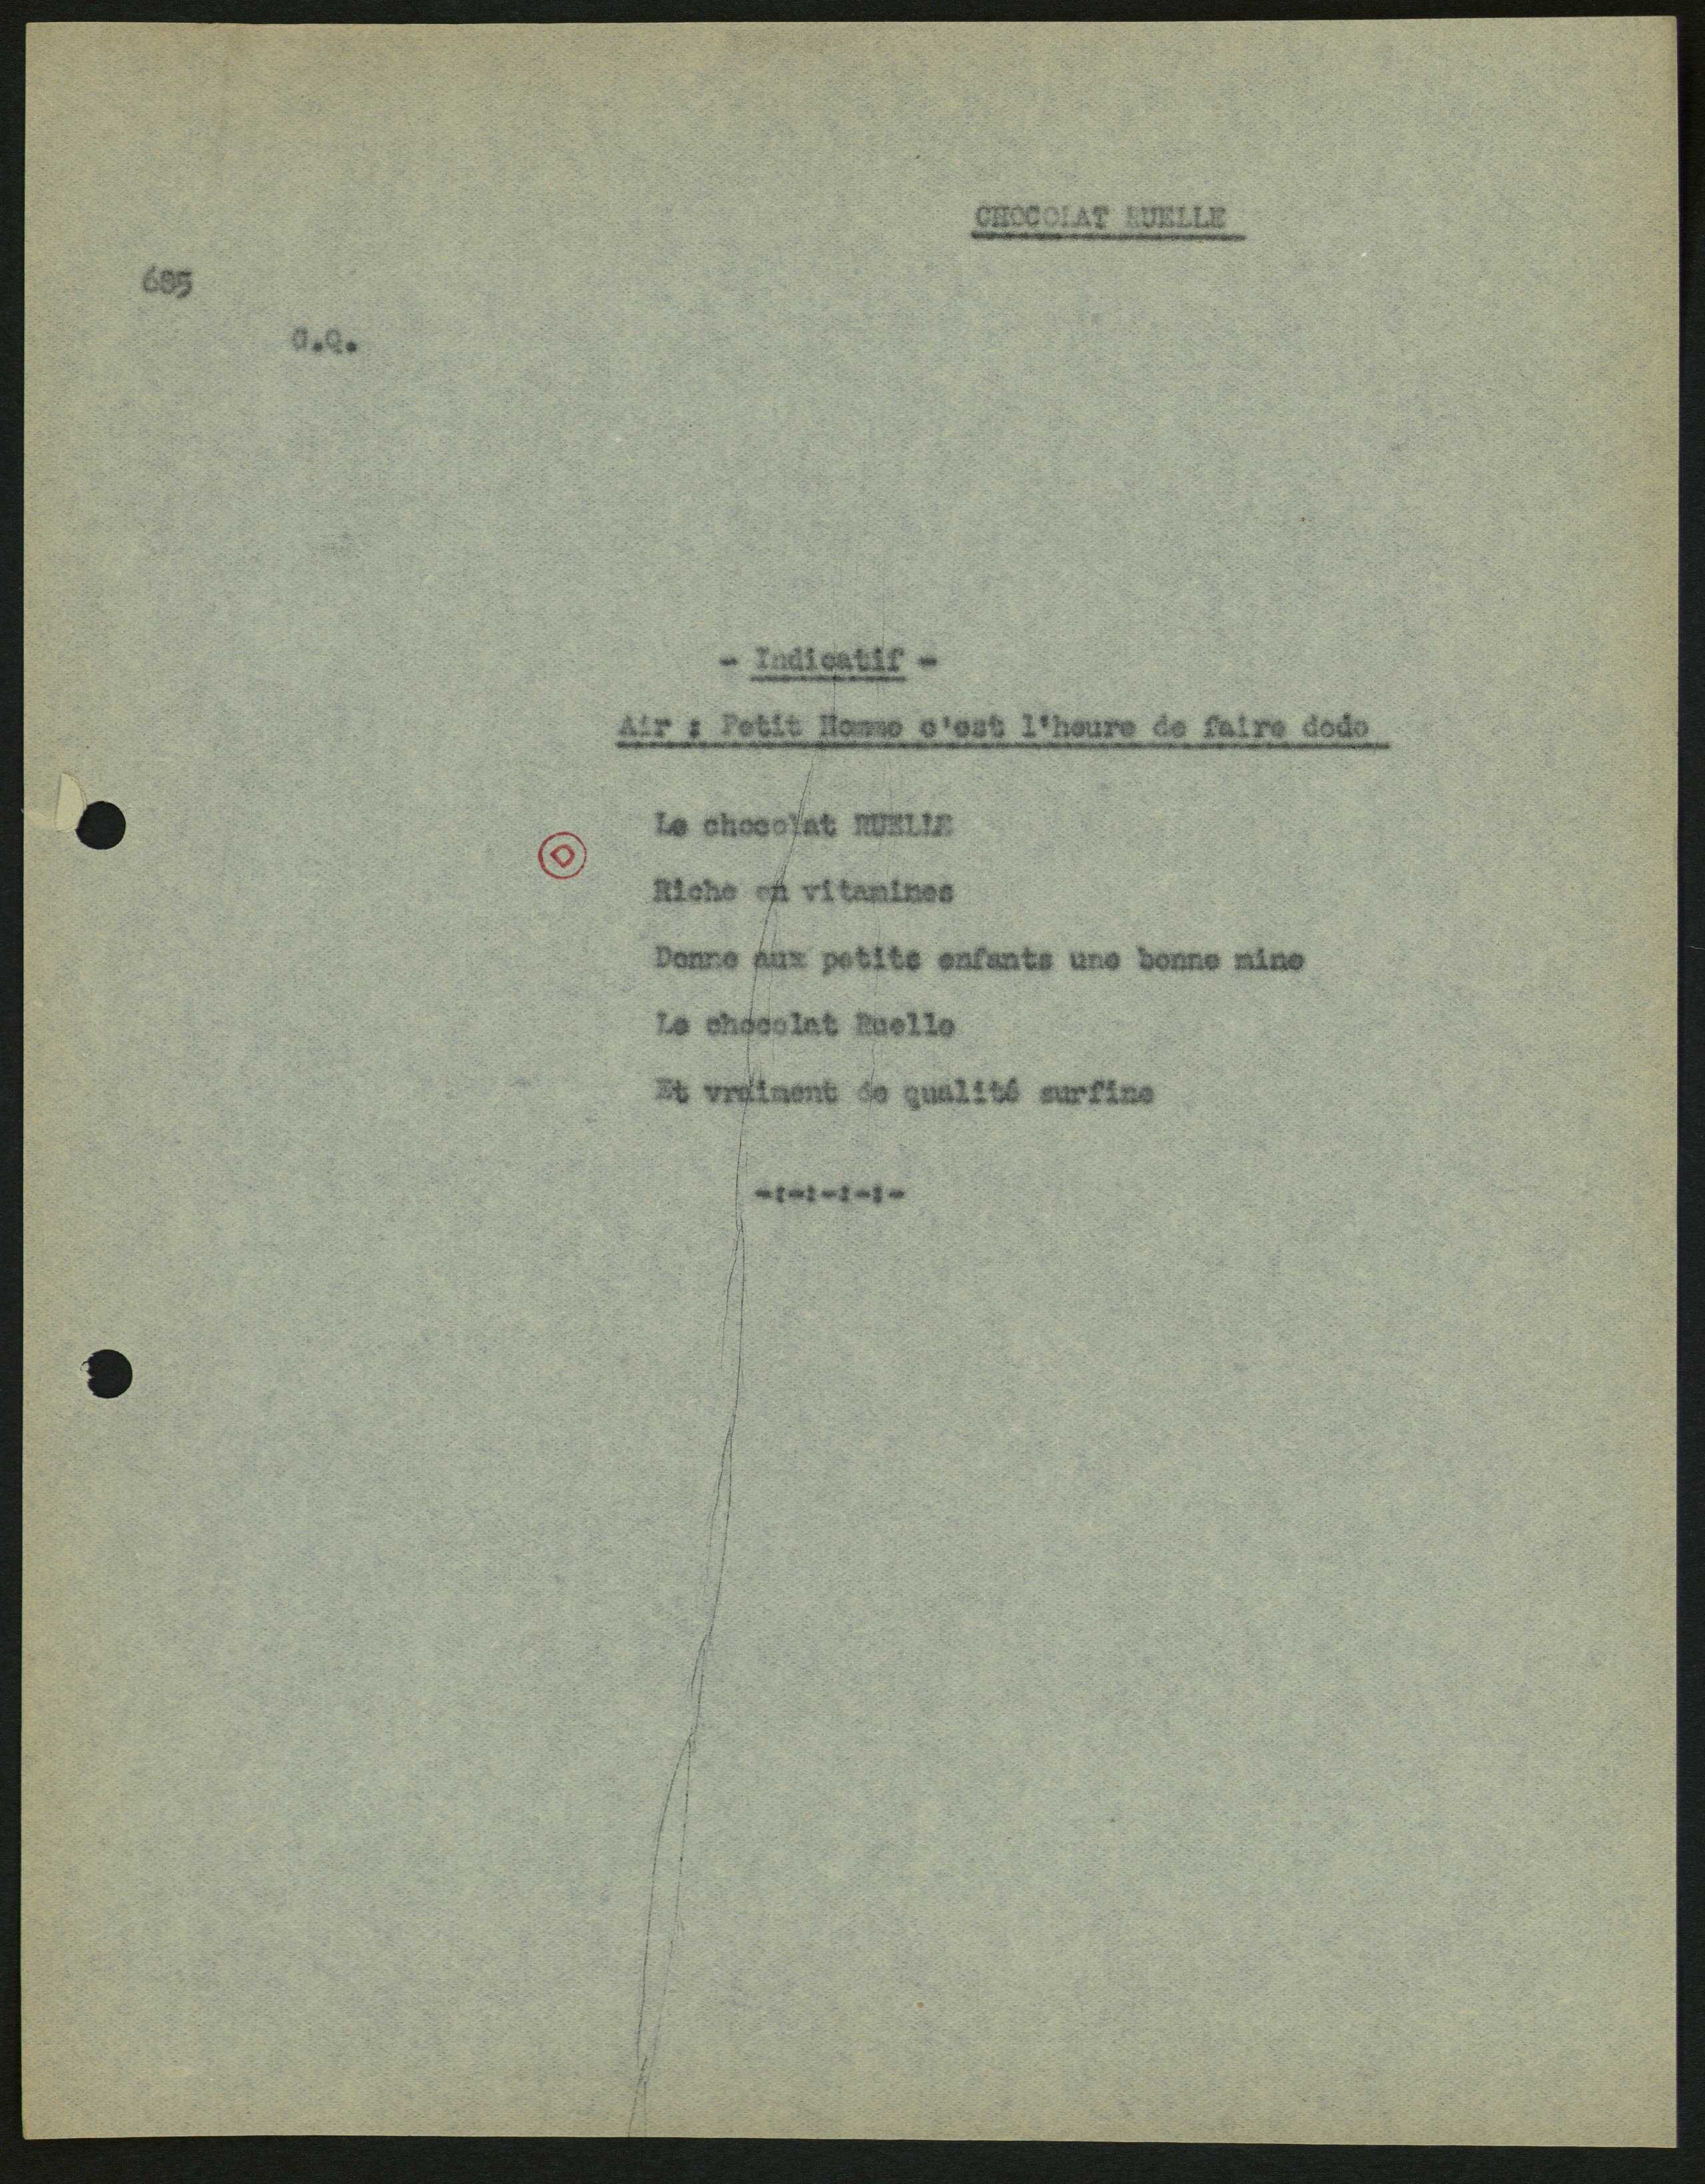 CHOCOLAT RUELLE
685
G.Q.
- Indicatif -
Air : Petit Homme c'est l'heure de faire dodo
Le chocolat RUELLE
D
Riche en vitamines
Donne aux petits enfants une bonne mine
Le chocolat Ruelle
Et vraiment de qualité surfine
-:-:-:-:-